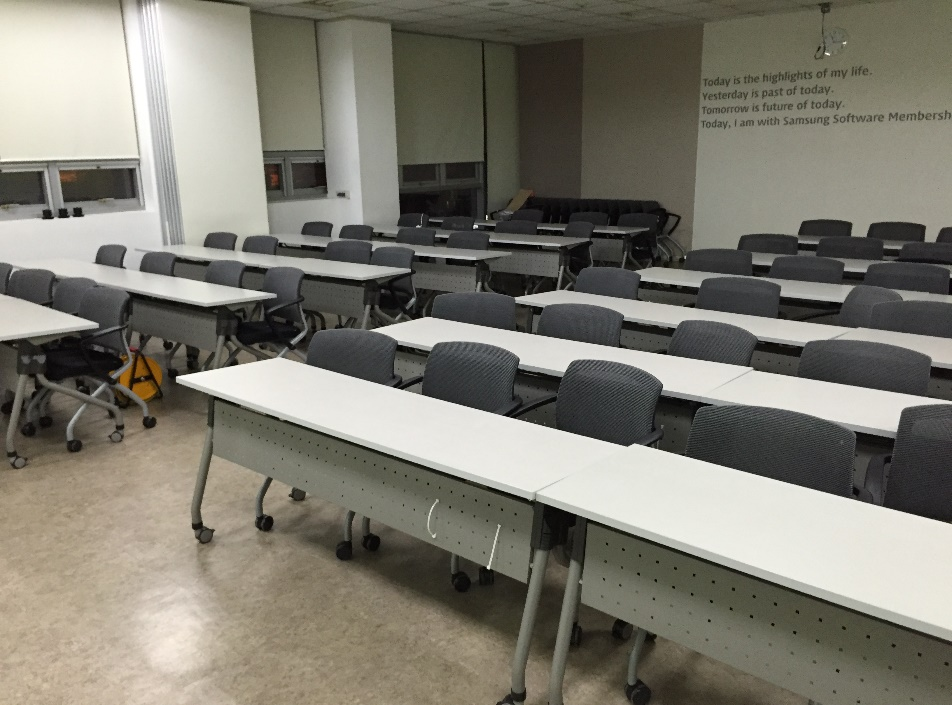 Today is the highlights of my life.
Yesterday is past of today.
Tomorrow is future of today.
Today, i am with Samsung Software Membersh